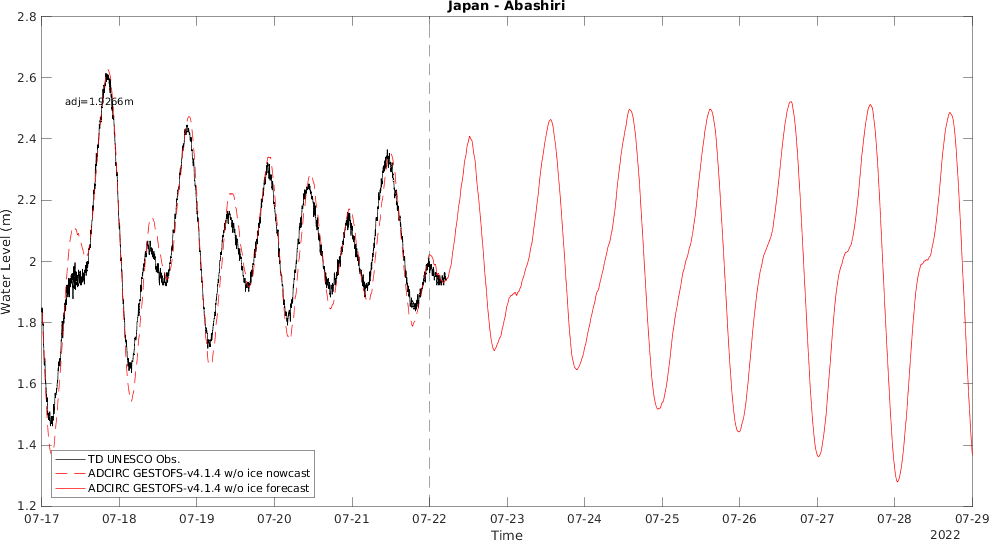 Japan - Abashiri
2.8
2.6
2.4
2.2
2
1.8
1.6
1.4
1.2
Water Level (m)
adj=1.9266m
TD UNESCO Obs.
ADCIRC GESTOFS-v4.1.4 w/o ice nowcast
ADCIRC GESTOFS-v4.1.4 w/o ice forecast
07-17 07-18 07-19 07-20 07-21 07-22 07-23 07-24 07-25 07-26 07-27 07-28 07-29
Time
2022